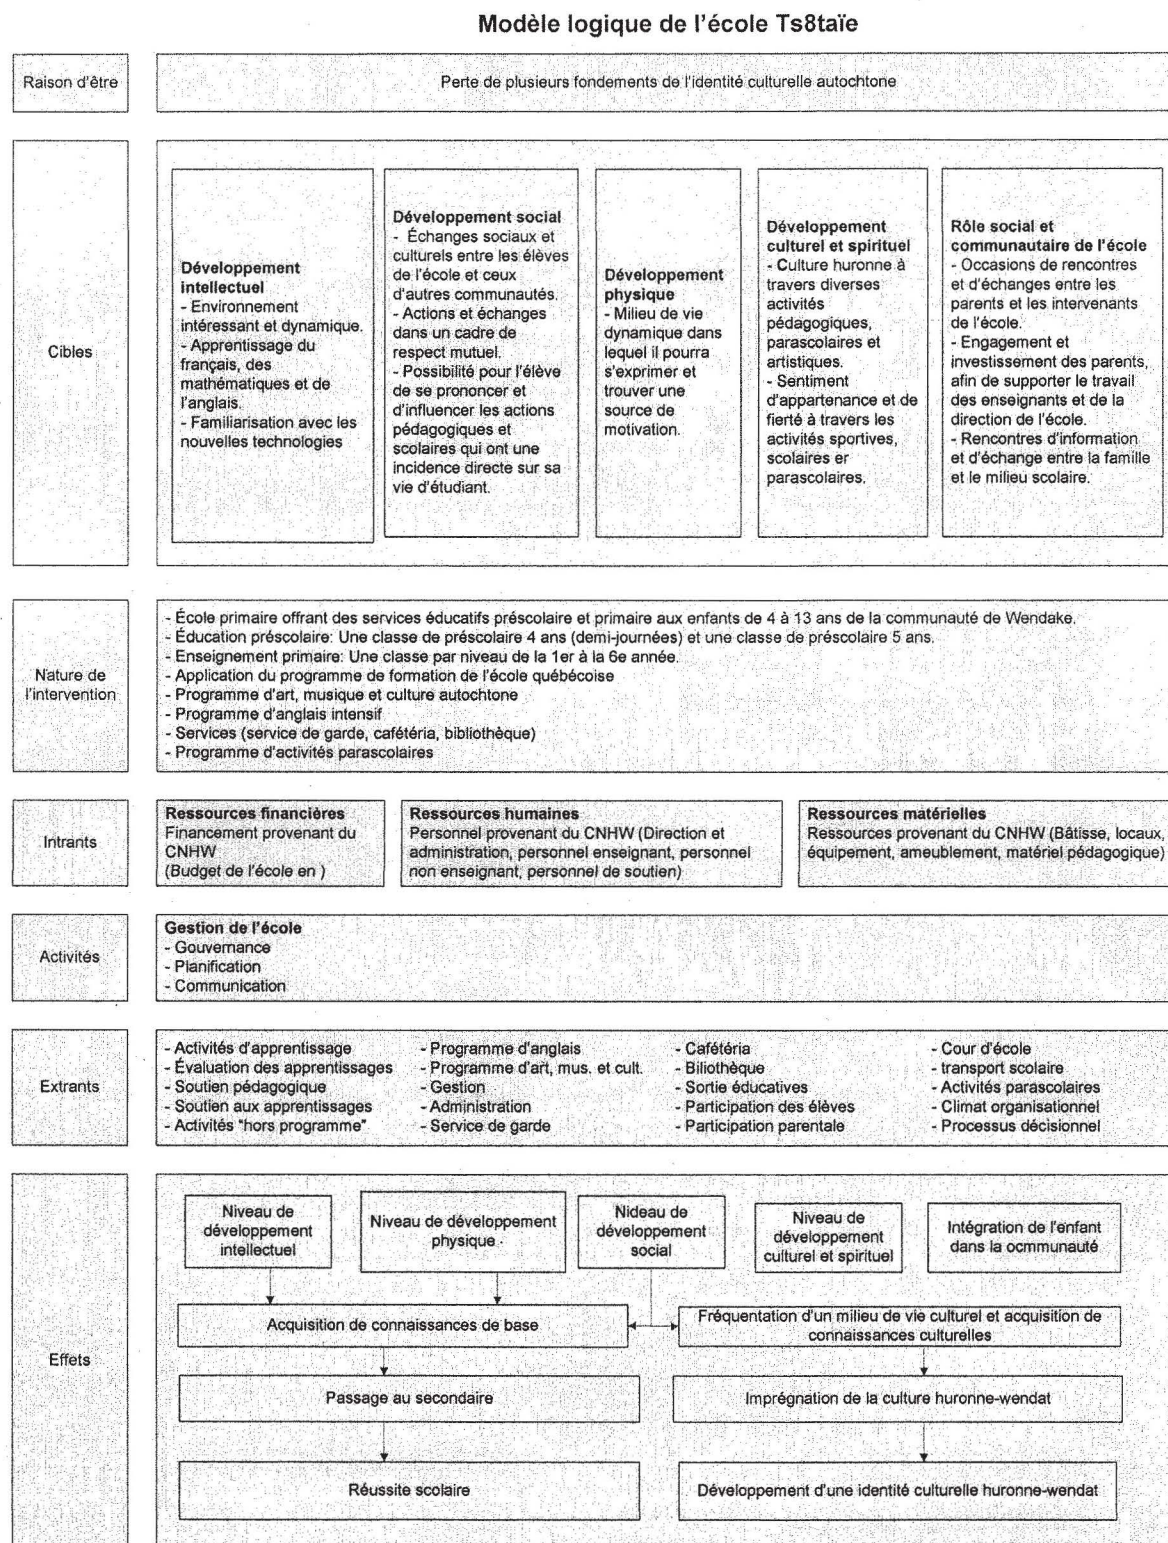 Modèle logique de l'école Ts8taïe
Raison d'être
Perte de plusieurs fondements de l'identité culturelle autochtone
Cibles
Développement
intellectuel
- Environnement
intéressant et dynamique.
- Apprentissage du
français, des
mathématiques et de
l'anglais.
- Familiarisation avec les
nouvelles technologies
Développement social
- Échanges sociaux et
culturels entre les élèves
de l'école et ceux
d'autres communautés.
- Actions et échanges
dans un cadre de
respect mutuel.
- Possibilité pour l'élève
de se prononcer et
d'influencer les actions
pédagogiques et
scolaires qui ont une
incidence directe sur sa
vie d'étudiant.
Développement
physique
- Milieu de vie
dynamique dans
lequel il pourra
s'exprimer et
trouver une
source de
motivation.
Développement
culturel et spirituel
- Culture huronne à
travers diverses
activités
pédagogiques,
parascolaires et
artistiques.
- Sentiment
d'appartenance et de
fierté à travers les
activités sportives,
scolaires er
parascolaires.
Rôle social et
communautaire de l'école
- Occasions de rencontres
et d'échanges entre les
parents et les intervenants
de l'école.
- Engagement et
investissement des parents,
afin de supporter le travail
des enseignants et de la
direction de l'école.
- Rencontres d'information
et d'échange entre la famille
et le milieu scolaire.
Nature de
l'intervention
- École primaire offrant des services éducatifs préscolaire et primaire aux enfants de 4 à 13 ans de la communauté de Wendake.
- Éducation préscolaire: Une classe de préscolaire 4 ans (demi-journées) et une classe de préscolaire 5 ans.
- Enseignement primaire: Une classe par niveau de la 1er à la 6e année.
- Application du programme de formation de l'école québécoise
- Programme d'art, musique et culture autochtone
- Programme d'anglais intensif
- Services (service de garde, cafétéria, bibliothèque)
- Programme d'activités parascolaires
Intrants
Ressources financières
Financement provenant du
CNHW
(Budget de l'école en )
Ressources humaines
Personnel provenant du CNHW (Direction et
administration, personnel enseignant, personnel
non enseignant, personnel de soutien)
Ressources matérielles
Ressources provenant du CNHW (Bâtisse, locaux,
équipement, ameublement, matériel pédagogique)
Activités
Gestion de l'école
- Gouvernance
- Planification
- Communication
Extrants
- Activités d'apprentissage
- Évaluation des apprentissages
- Soutien pédagogique
- Soutien aux apprentissages
- Activités "hors programme"
- Programme d'anglais
- Programme d'art, mus. et cult.
- Gestion
- Administration
- Service de garde
- Cafétéria
- Biliothèque
- Sortie éducatives
- Participation des élèves
- Participation parentale
- Cour d'école
- transport scolaire
- Activités parascolaires
- Climat organisationnel
- Processus décisionnel
Effets
Niveau de
développement
intellectuel
Niveau de développement
physique
Nideau de
développement
social
Niveau de
développement
culturel et spirituel
Intégration de l'enfant
dans la ocmmunauté
Acquisition de connaissances de base
Fréquentation d'un milieu de vie culturel et acquisition de
connaissances culturelles
Passage au secondaire
Imprégnation de la culture huronne-wendat
Réussite scolaire
Développement d'une identité culturelle huronne-wendat